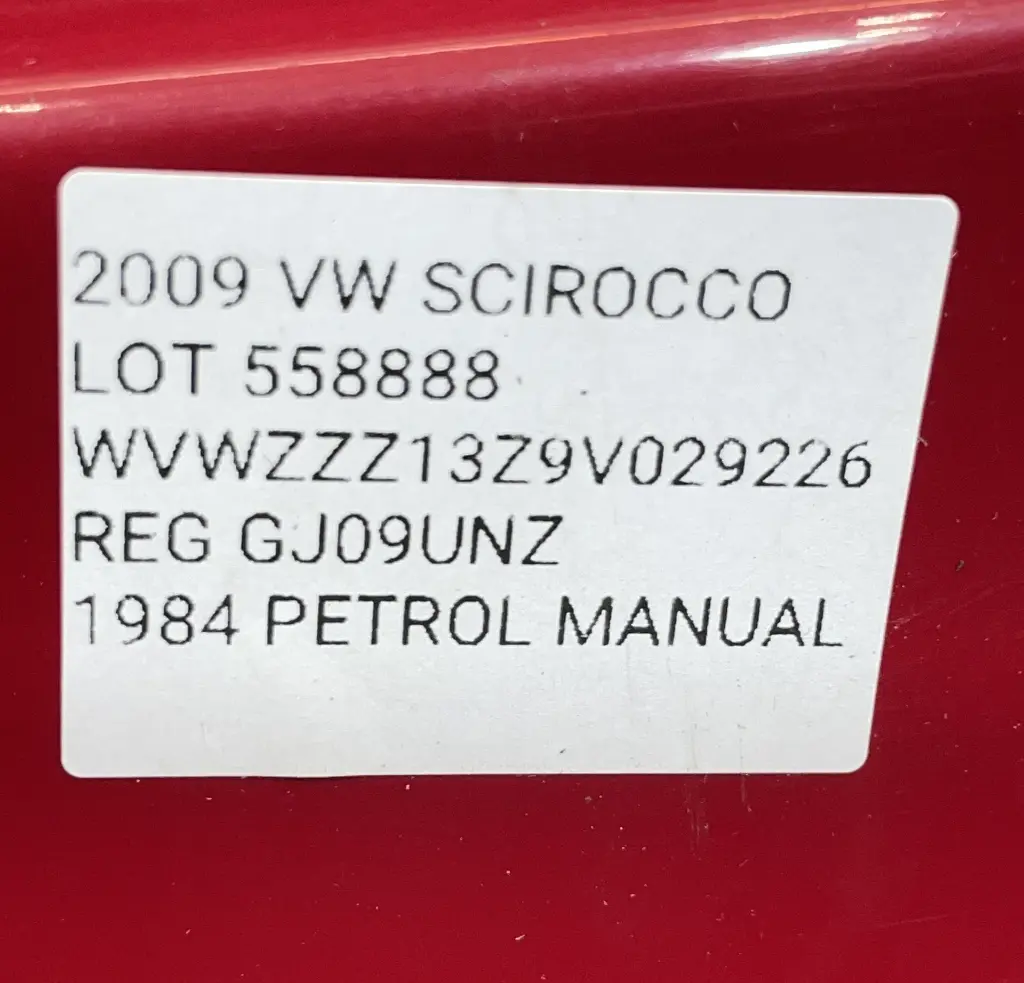 2009 VW SCIROCCO
LOT 558888
WVWZZZ13Z9V029226
REG GJ09UNZ
1984 PETROL MANUAL